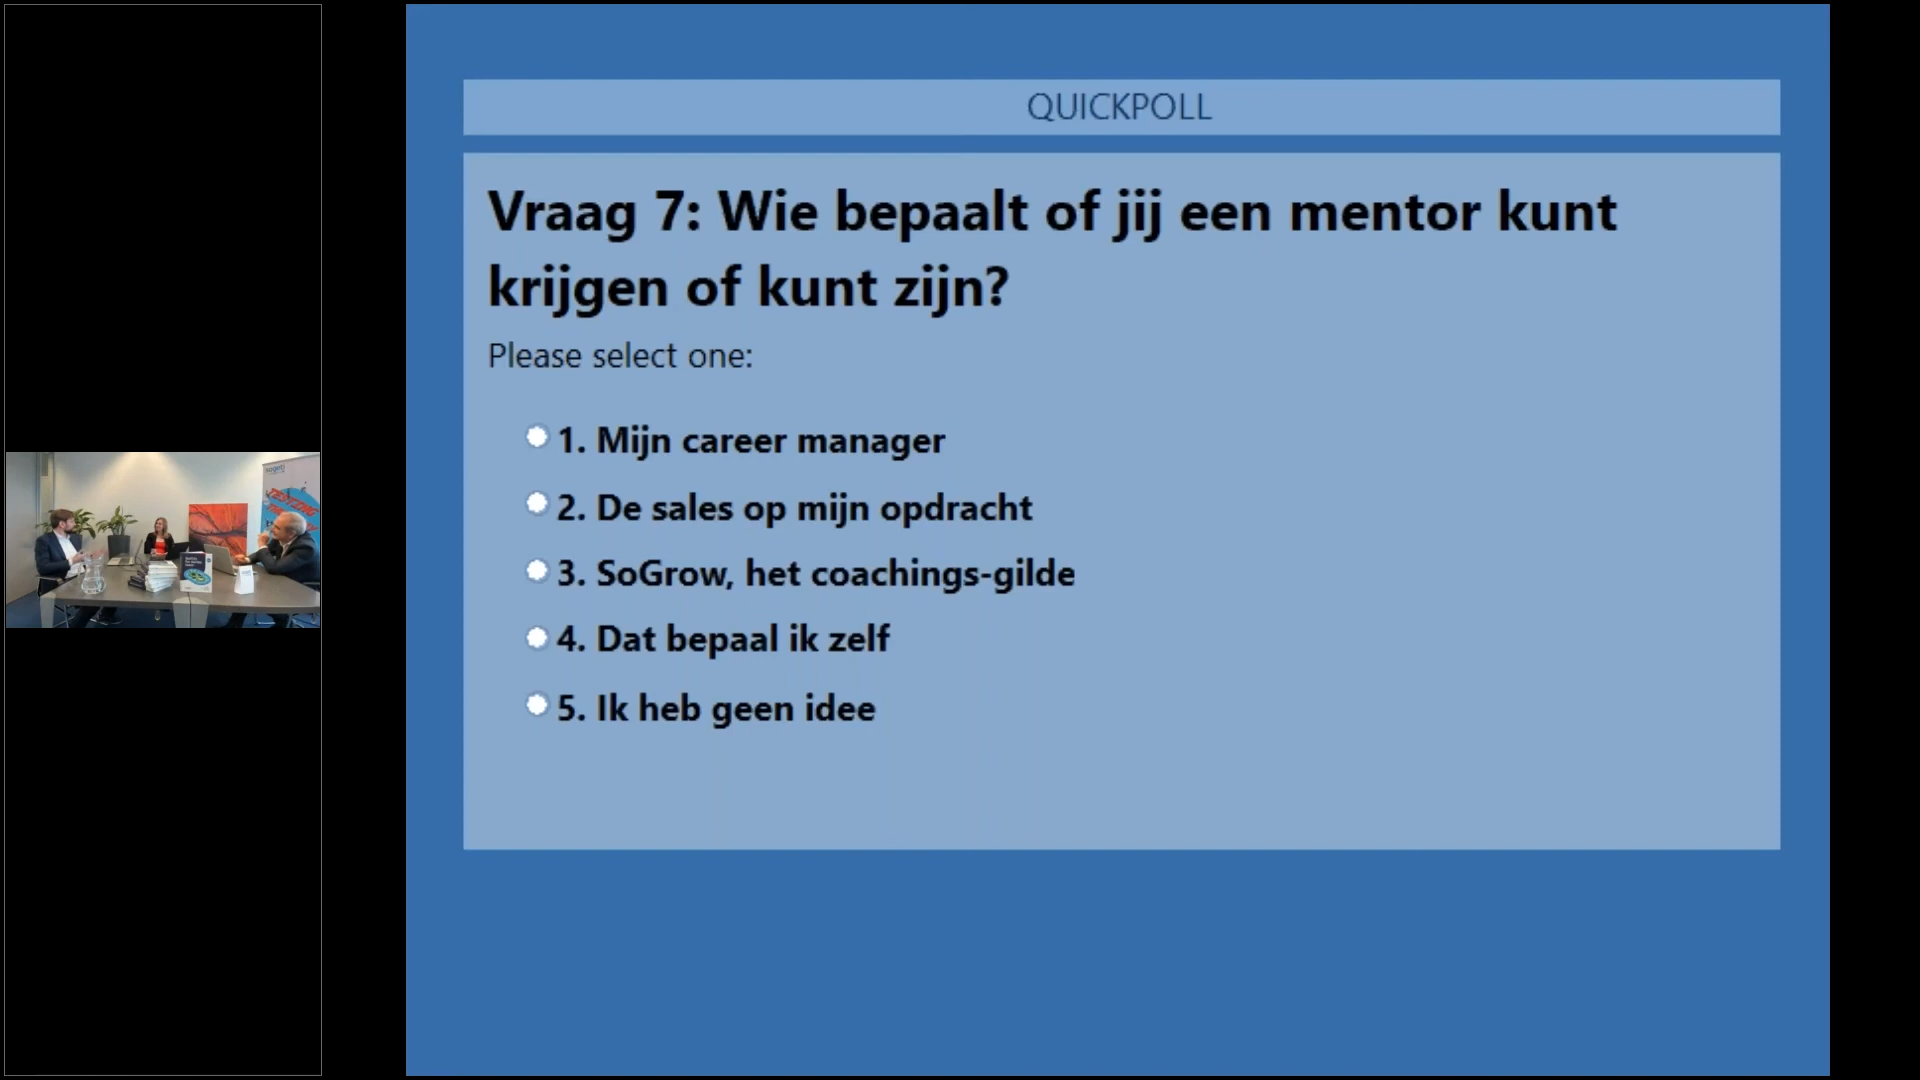 QUICKPOLL
Vraag 7: Wie bepaalt of jij een mentor kunt
krijgen of kunt zijn?
Please select one:
1. Mijn career manager
2. De sales op mijn opdracht
3. SoGrow, het coachings-gilde
4. Dat bepaal ik zelf
5. Ik heb geen idee
sogeti